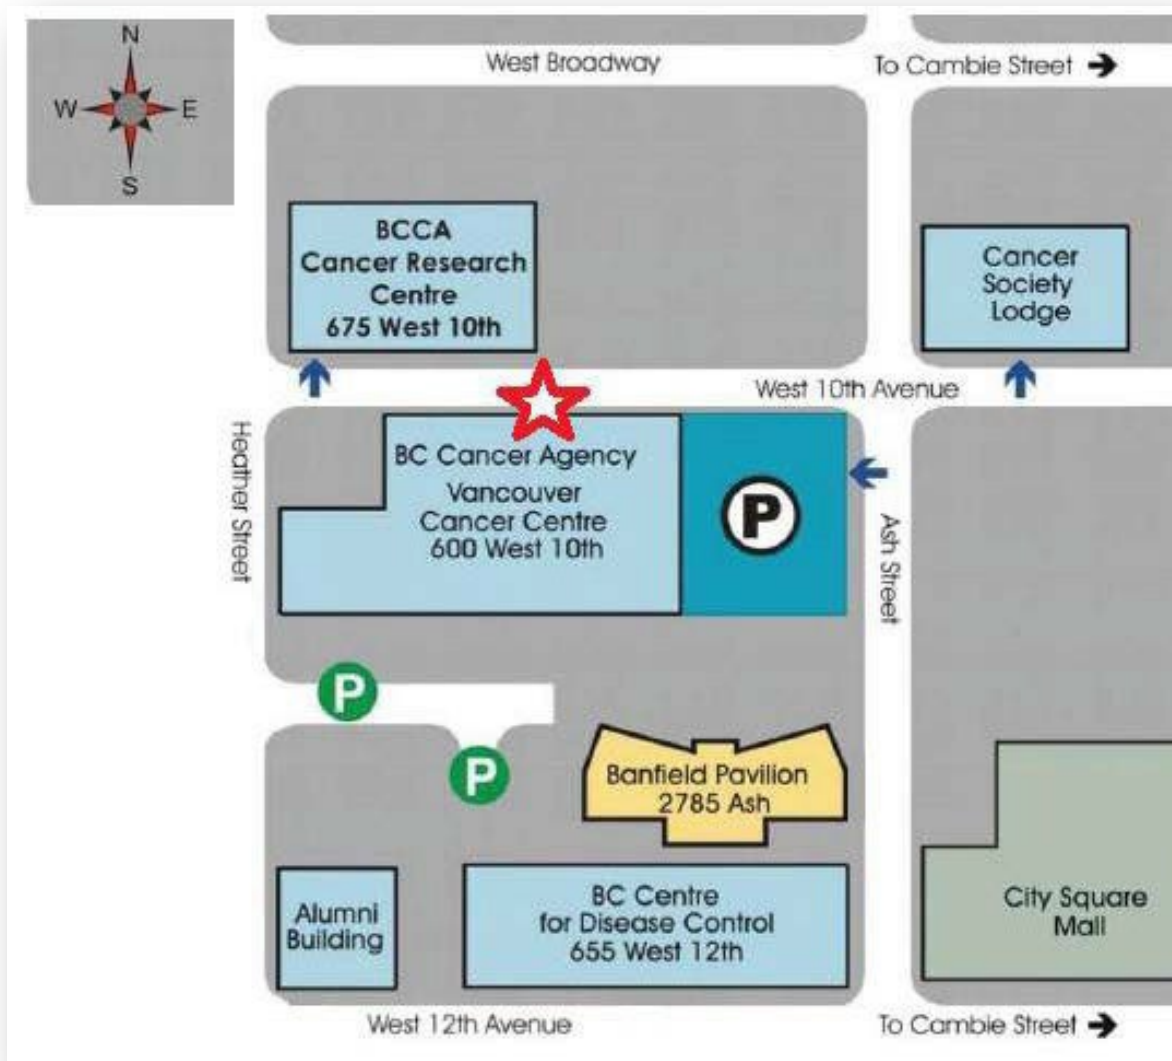 N
W E
S
West Broadway
To Cambie Street
BCCA
Cancer Research
Centre
675 West 10th
Cancer
Society
Lodge
West 10th Avenue
Heather Street
BC Cancer Agency
Vancouver
Cancer Centre
600 West 10th
P
Ash Street
P
P
Banfield Pavilion
2785 Ash
Alumni
Building
BC Centre
for Disease Control
655 West 12th
City Square
Mall
West 12th Avenue
To Cambie Street